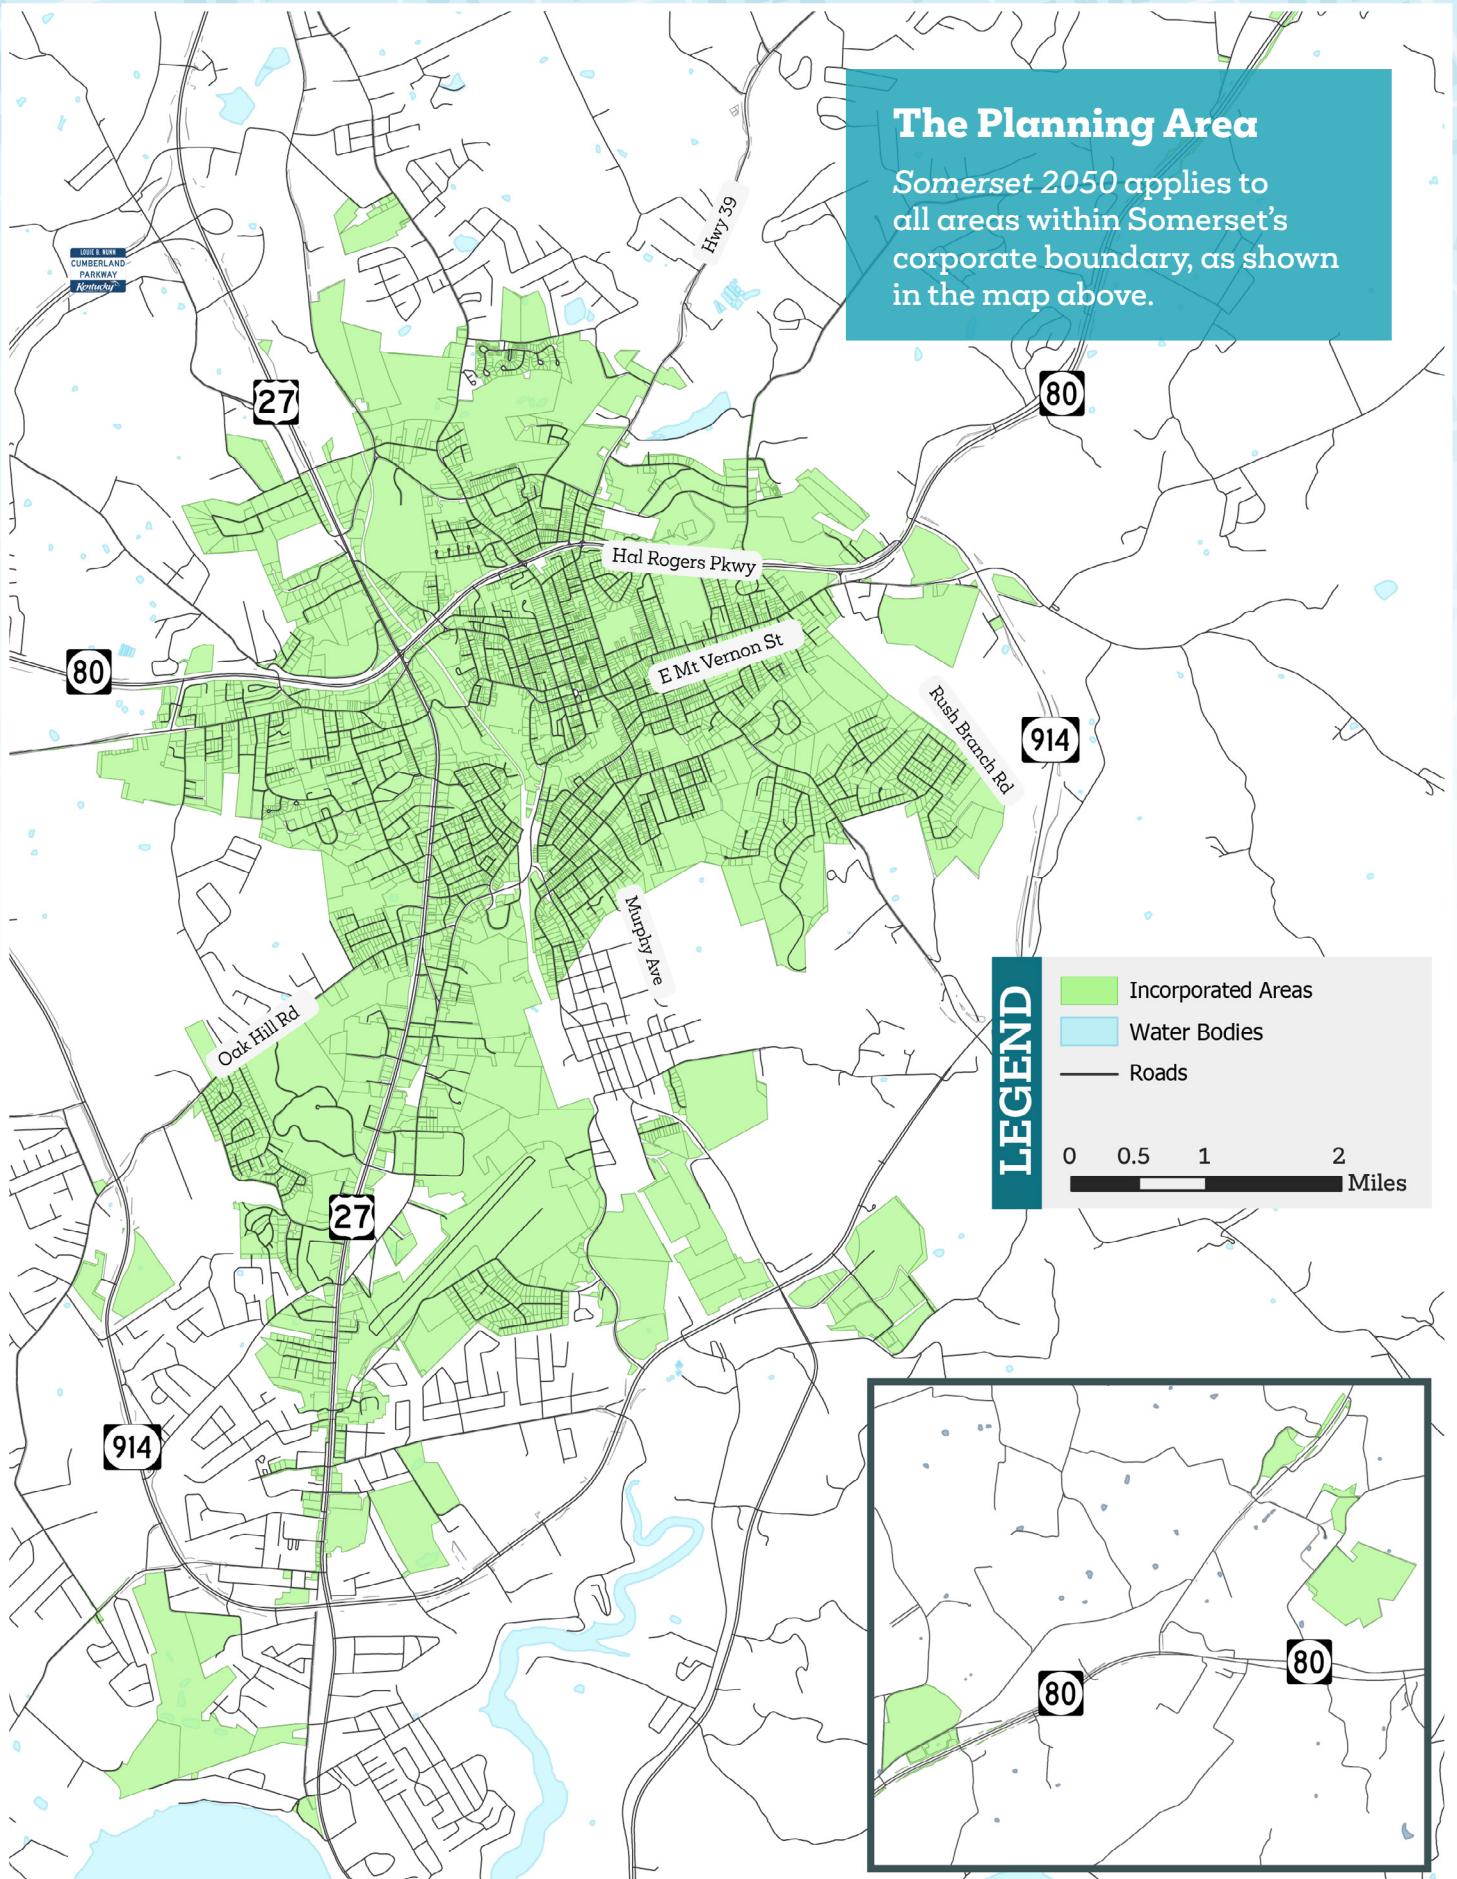 The Planning Area
Somerset 2050 applies to
all areas within Somerset's
corporate boundary, as shown
in the map above.
Hwy 39
LOUIE B. NUNN
CUMBERLAND
PARKWAY
Kentucky
27
80
Hal Rogers Pkwy
E Mt Vernon St
80
Rush Branch Rd
914
Murphy Ave
Oak Hill Rd
LEGEND
Incorporated Areas
Water Bodies
Roads
0 0.5 1 2
Miles
27
914
80
80